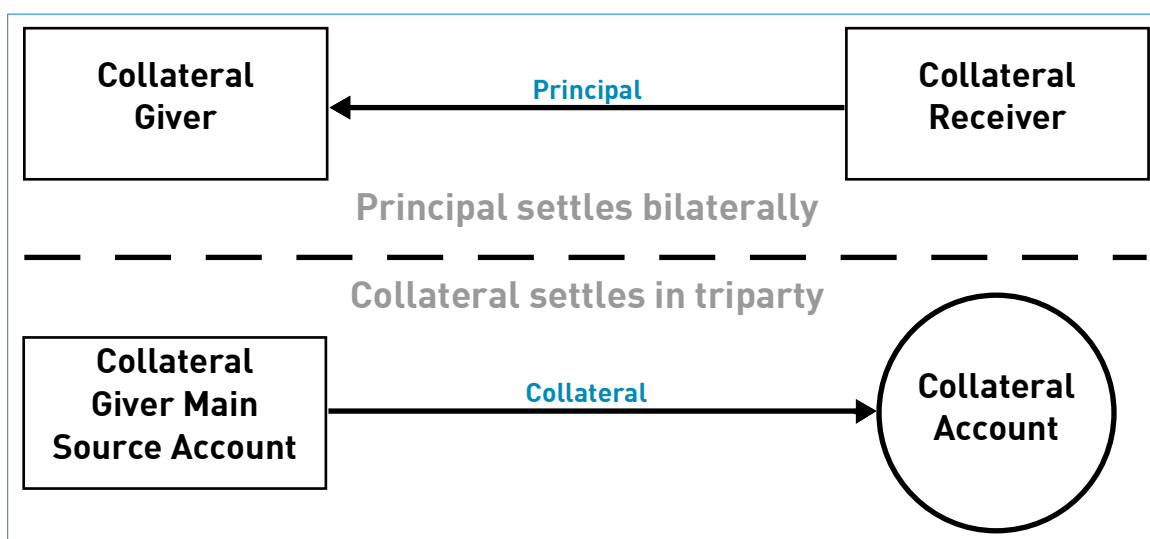 Collateral
Giver
Principal
Collateral
Receiver
Principal settles bilaterally
Collateral settles in triparty
Collateral
Giver Main
Source Account
Collateral
Collateral
Account